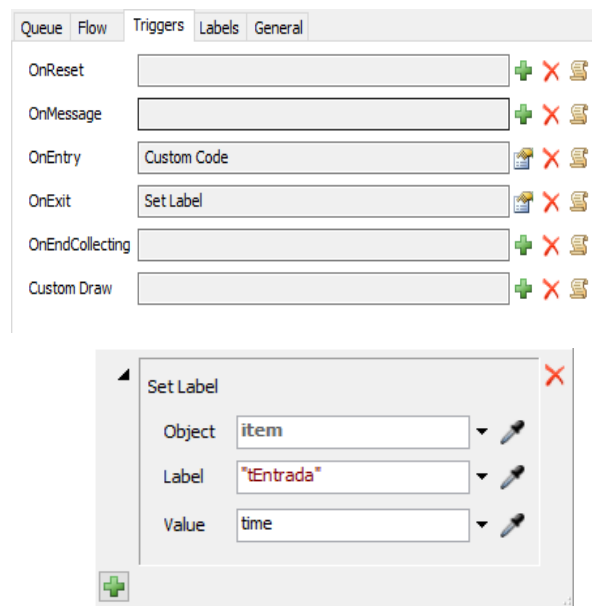 Queue Flow Triggers Labels General
OnReset
OnMessage
OnEntry Custom Code
OnExit Set Label
OnEndCollecting
Custom Draw
Set Label
Object item
Label "tEntrada"
Value time